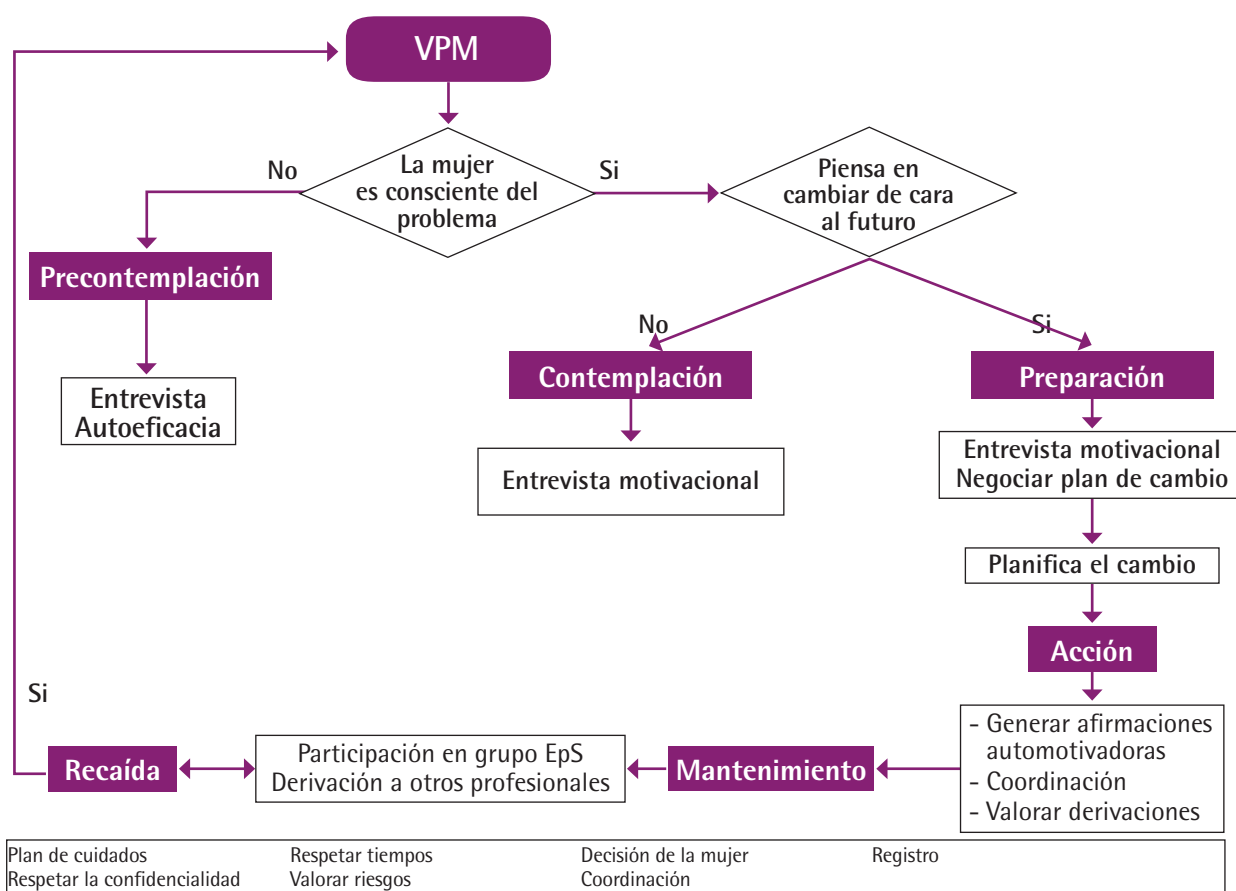 VPM
No
La mujer
es consciente del
problema
Si
Piensa en
cambiar de cara
al futuro
Precontemplación
No
Si
Contemplación
Preparación
Entrevista
Autoeficacia
Entrevista motivacional
Entrevista motivacional
Negociar plan de cambio
Planifica el cambio
Acción
Si
- Generar afirmaciones
automotivadoras
- Coordinación
- Valorar derivaciones
Mantenimiento
Participación en grupo EpS
Derivación a otros profesionales
Recaída
Plan de cuidados
Respetar tiempos
Decisión de la mujer
Registro
Respetar la confidencialidad
Valorar riesgos
Coordinación